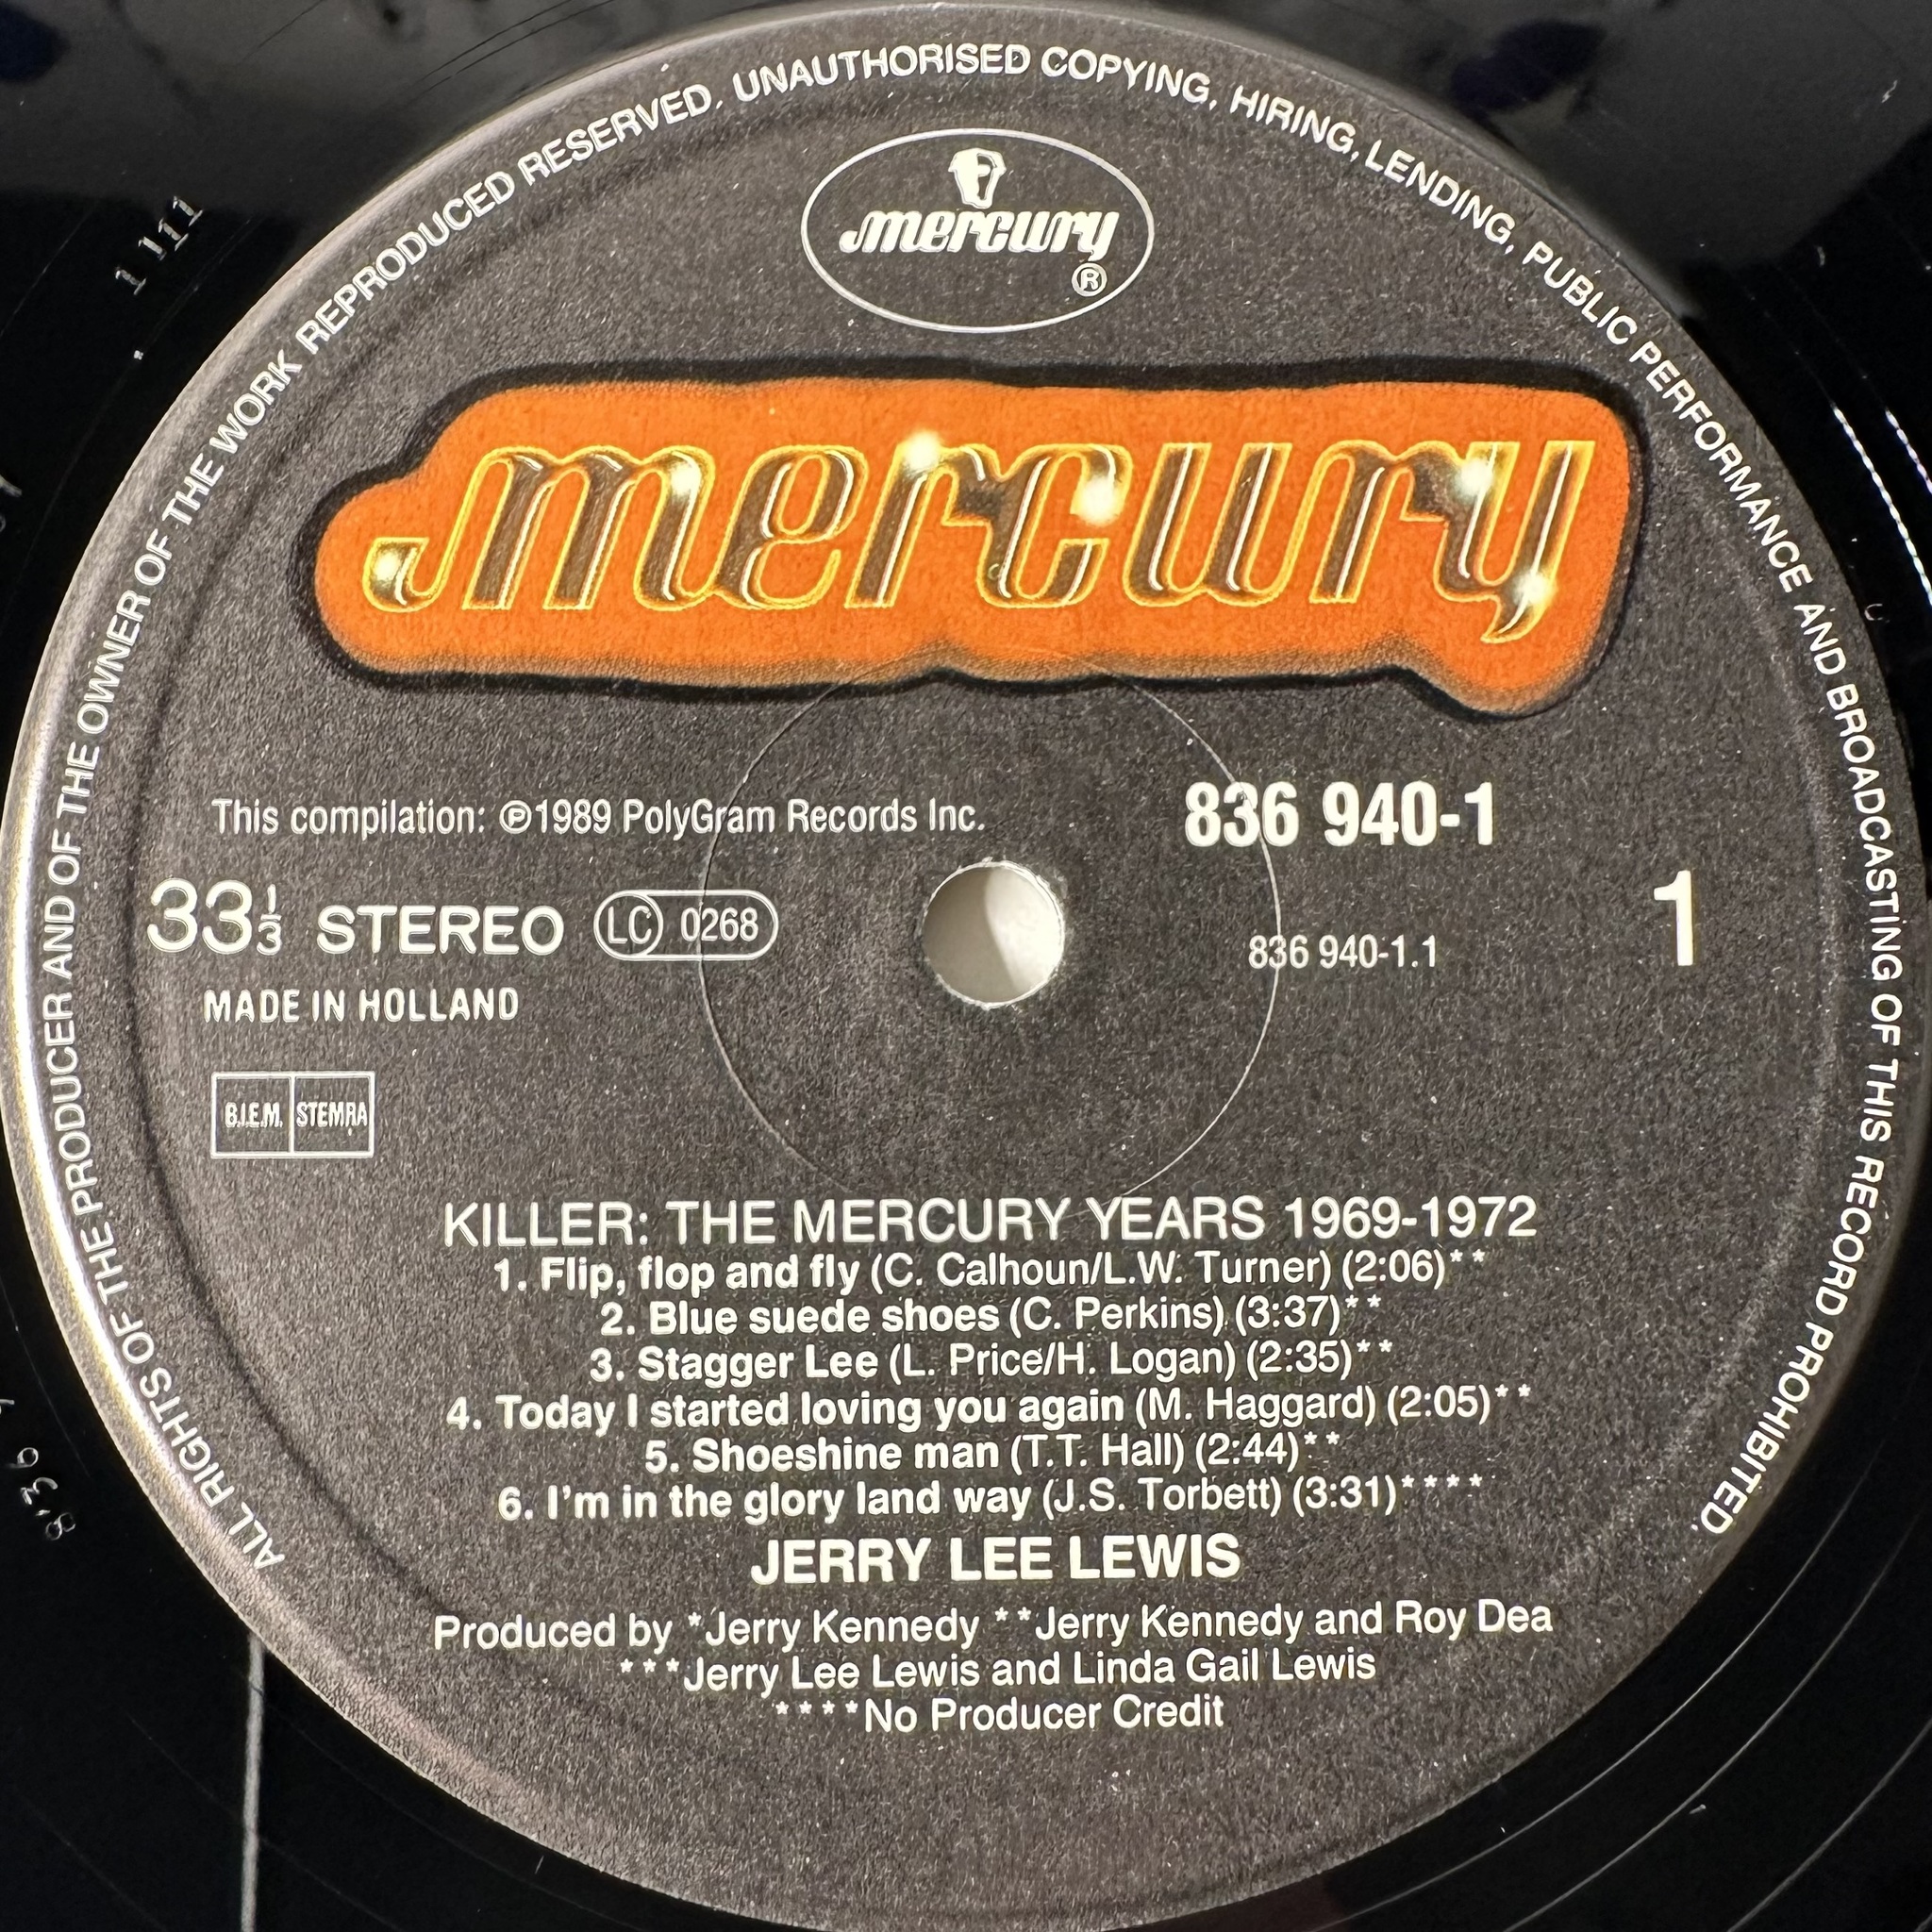 ALL RIGHTS OF THE PRODUCER AND OF THE OWNER OF THE WORK REPRODUCED RESERVED. UNAUTHORISED COPYING, HIRING, LENDING, PUBLIC PERFORMANCE AND BROADCASTING OF THIS RECORD PROHIBITED.
mercury
®
mercury
This compilation: ℗1989 PolyGram Records Inc.
836 940-1
33⅓ STEREO LC 0268
836 940-1.1
1
MADE IN HOLLAND
B.I.E.M. STEMRA
KILLER: THE MERCURY YEARS 1969-1972
1. Flip, flop and fly (C. Calhoun/L.W. Turner) (2:06)**
2. Blue suede shoes (C. Perkins) (3:37)**
3. Stagger Lee (L. Price/H. Logan) (2:35)**
4. Today I started loving you again (M. Haggard) (2:05)**
5. Shoeshine man (T.T. Hall) (2:44)**
6. I'm in the glory land way (J.S. Torbett) (3:31)****
JERRY LEE LEWIS
Produced by *Jerry Kennedy **Jerry Kennedy and Roy Dea
***Jerry Lee Lewis and Linda Gail Lewis
****No Producer Credit